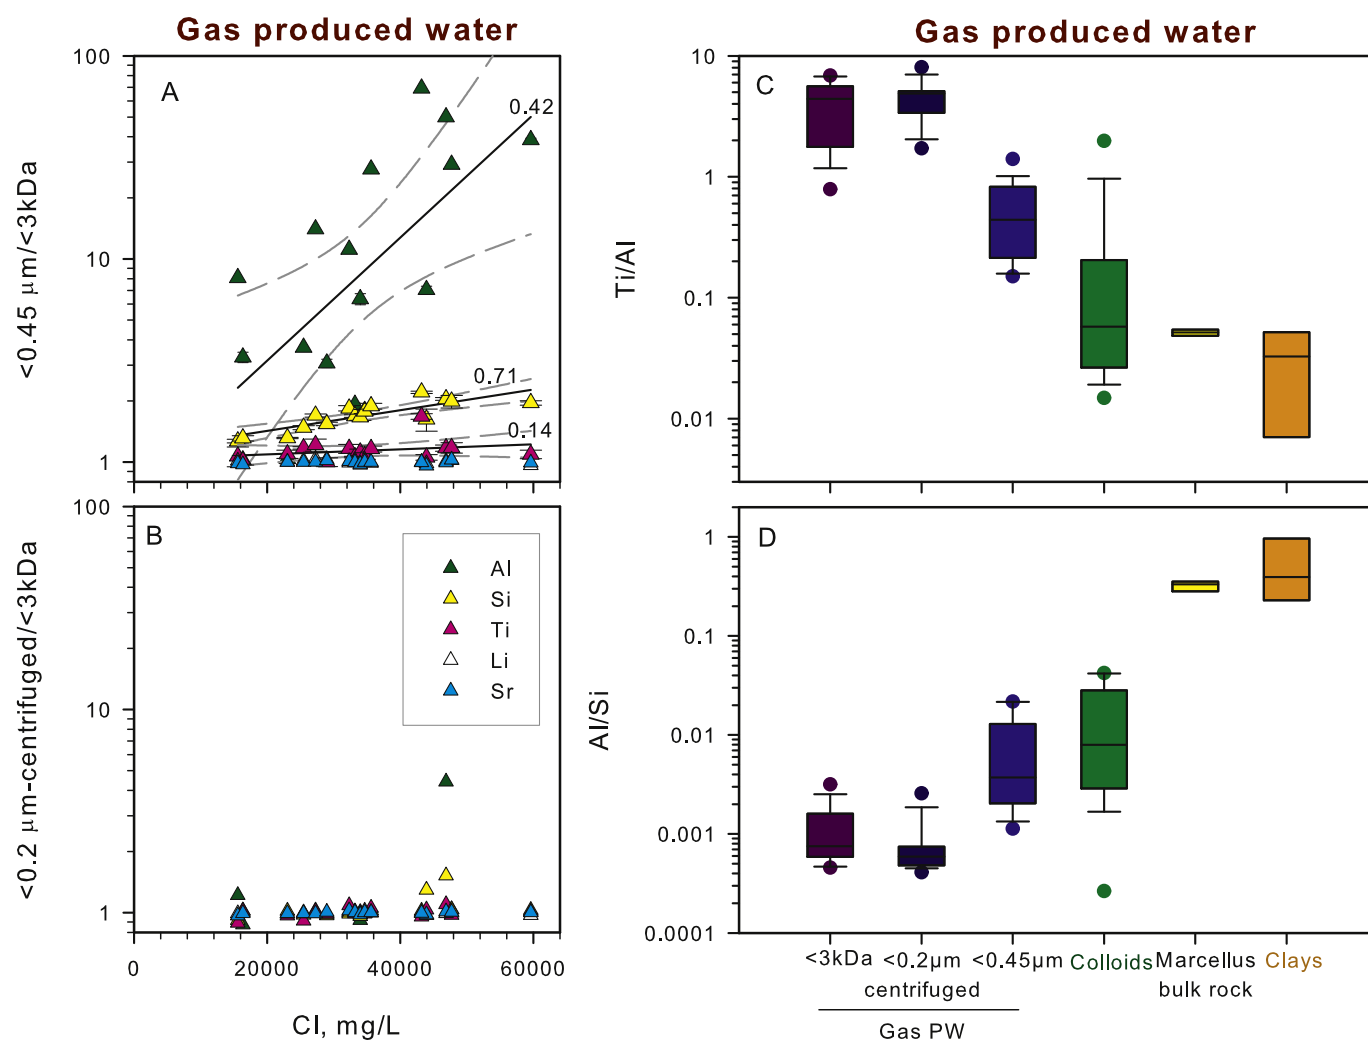 Gas produced water
Gas produced water
100
10
1
A
0.42
0.71
0.14
<0.45 µm/<3kDa
10
1
0.1
0.01
C
Ti/Al
100
10
1
B
Al
Si
Ti
Li
Sr
<0.2 µm-centrifuged/<3kDa
0
20000
40000
60000
Cl, mg/L
1
0.1
0.01
0.001
0.0001
D
Al/Si
<3kDa
<0.2µm
centrifuged
<0.45µm
Colloids
Marcellus
bulk rock
Clays
Gas PW